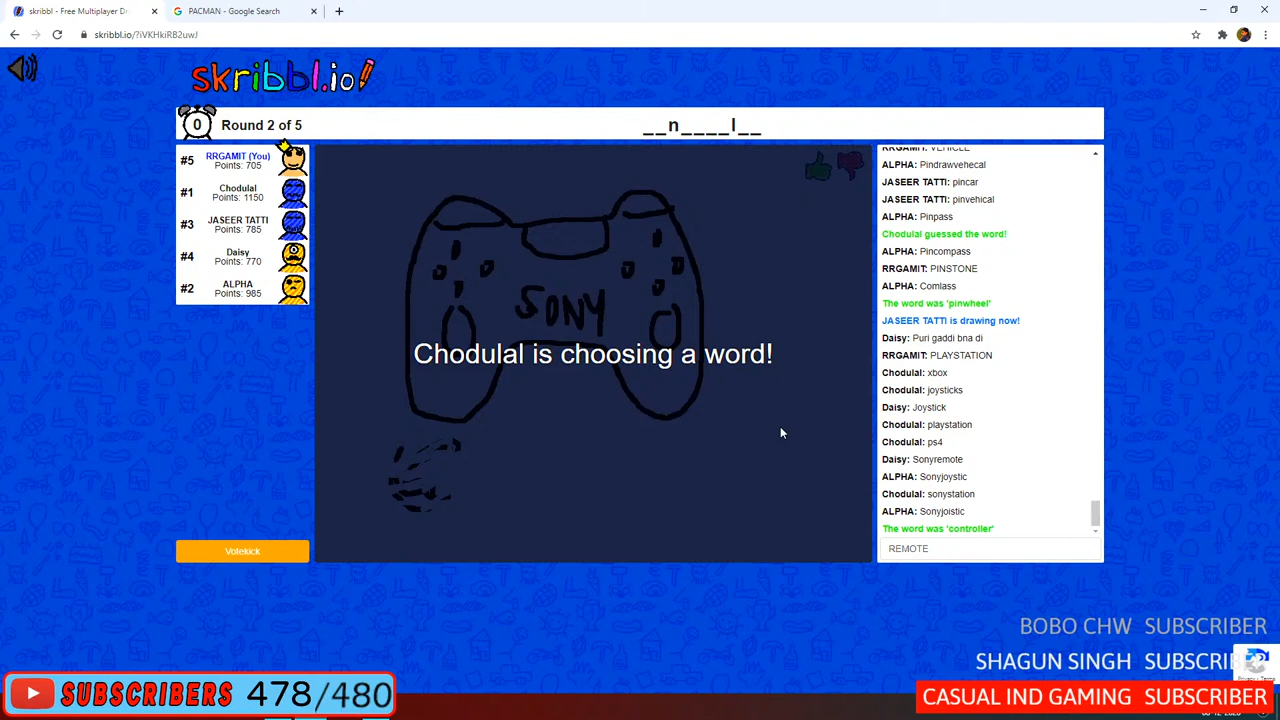 skribbl - Free Multiplayer Dr
PACMAN - Google Search
skribbl.io/?iVKHkiRB2uwJ
skribbl.io
0 Round 2 of 5
__n____l__
#5 RRGAMIT (You)
Points: 705
#1 Chodulal
Points: 1150
#3 JASEER TATTI
Points: 785
#4 Daisy
Points: 770
#2 ALPHA
Points: 985
Votekick
SONY
Chodulal is choosing a word!
RRGAMIT: VEHICLE
ALPHA: Pindrawvehecal
JASEER TATTI: pincar
JASEER TATTI: pinvehical
ALPHA: Pinpass
Chodulal guessed the word!
ALPHA: Pincompass
RRGAMIT: PINSTONE
ALPHA: Comlass
The word was 'pinwheel'
JASEER TATTI is drawing now!
Daisy: Puri gaddi bna di
RRGAMIT: PLAYSTATION
Chodulal: xbox
Chodulal: joysticks
Daisy: Joystick
Chodulal: playstation
Chodulal: ps4
Daisy: Sonyremote
ALPHA: Sonyjoystic
Chodulal: sonystation
ALPHA: Sonyjoistic
The word was 'controller'
REMOTE
BOBO CHW SUBSCRIBER
SHAGUN SINGH SUBSCRI
CASUAL IND GAMING SUBSCRIBER
Privacy - Terms
SUBSCRIBERS 478/480